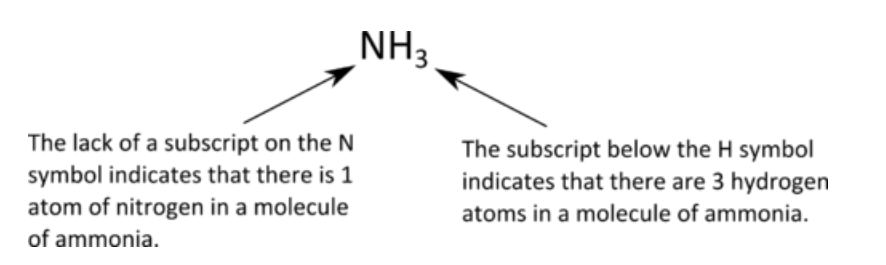 NH₃
The lack of a subscript on the N
symbol indicates that there is 1
atom of nitrogen in a molecule
of ammonia.
The subscript below the H symbol
indicates that there are 3 hydrogen
atoms in a molecule of ammonia.